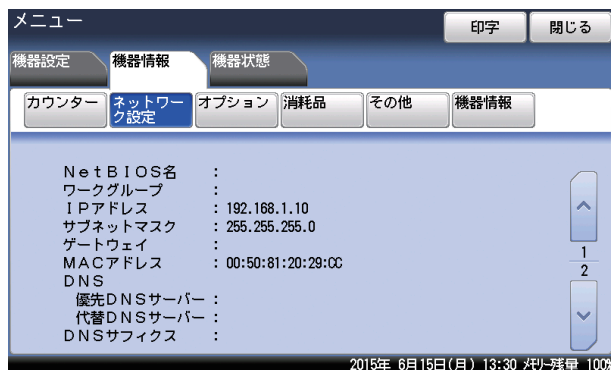 メニュー
印字 閉じる
機器設定 機器情報 機器状態
カウンター ネットワーク設定 オプション 消耗品 その他 機器情報
NetBIOS名 :
ワークグループ :
IPアドレス : 192.168.1.10
サブネットマスク : 255.255.255.0
ゲートウェイ :
MACアドレス : 00:50:81:20:29:CC
DNS
優先DNSサーバー :
代替DNSサーバー :
DNSサフィクス :
1
2
2015年 6月15日(月) 13:30 メモリー残量 100%